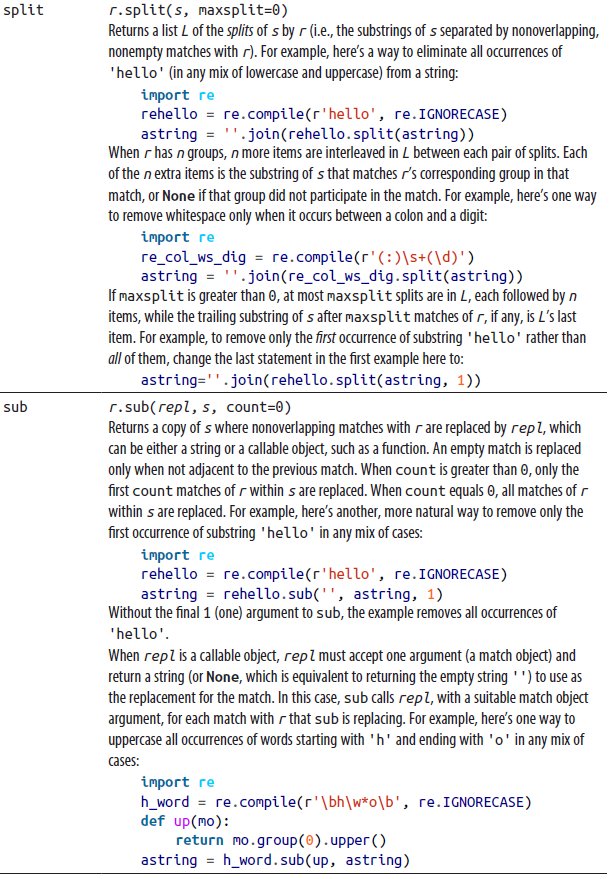 split r.split(s, maxsplit=0)
Returns a list L of the splits of s by r (i.e., the substrings of s separated by nonoverlapping,
nonempty matches with r). For example, here’s a way to eliminate all occurrences of
'hello' (in any mix of lowercase and uppercase) from a string:
import re
rehello = re.compile(r'hello', re.IGNORECASE)
astring = ''.join(rehello.split(astring))
When r has n groups, n more items are interleaved in L between each pair of splits. Each
of the n extra items is the substring of s that matches r’s corresponding group in that
match, or None if that group did not participate in the match. For example, here’s one way
to remove whitespace only when it occurs between a colon and a digit:
import re
re_col_ws_dig = re.compile(r'(:)\s+(\d)')
astring = ''.join(re_col_ws_dig.split(astring))
If maxsplit is greater than 0, at most maxsplit splits are in L, each followed by n
items, while the trailing substring of s after maxsplit matches of r, if any, is L’s last
item. For example, to remove only the first occurrence of substring 'hello' rather than
all of them, change the last statement in the first example here to:
astring=''.join(rehello.split(astring, 1))
sub r.sub(repl, s, count=0)
Returns a copy of s where nonoverlapping matches with r are replaced by repl, which
can be either a string or a callable object, such as a function. An empty match is replaced
only when not adjacent to the previous match. When count is greater than 0, only the
first count matches of r within s are replaced. When count equals 0, all matches of r
within s are replaced. For example, here’s another, more natural way to remove only the
first occurrence of substring 'hello' in any mix of cases:
import re
rehello = re.compile(r'hello', re.IGNORECASE)
astring = rehello.sub('', astring, 1)
Without the final 1 (one) argument to sub, the example removes all occurrences of
'hello'.
When repl is a callable object, repl must accept one argument (a match object) and
return a string (or None, which is equivalent to returning the empty string '') to use as
the replacement for the match. In this case, sub calls repl, with a suitable match object
argument, for each match with r that sub is replacing. For example, here’s one way to
uppercase all occurrences of words starting with 'h' and ending with 'o' in any mix of
cases:
import re
h_word = re.compile(r'\bh\w*o\b', re.IGNORECASE)
def up(mo):
return mo.group(0).upper()
astring = h_word.sub(up, astring)